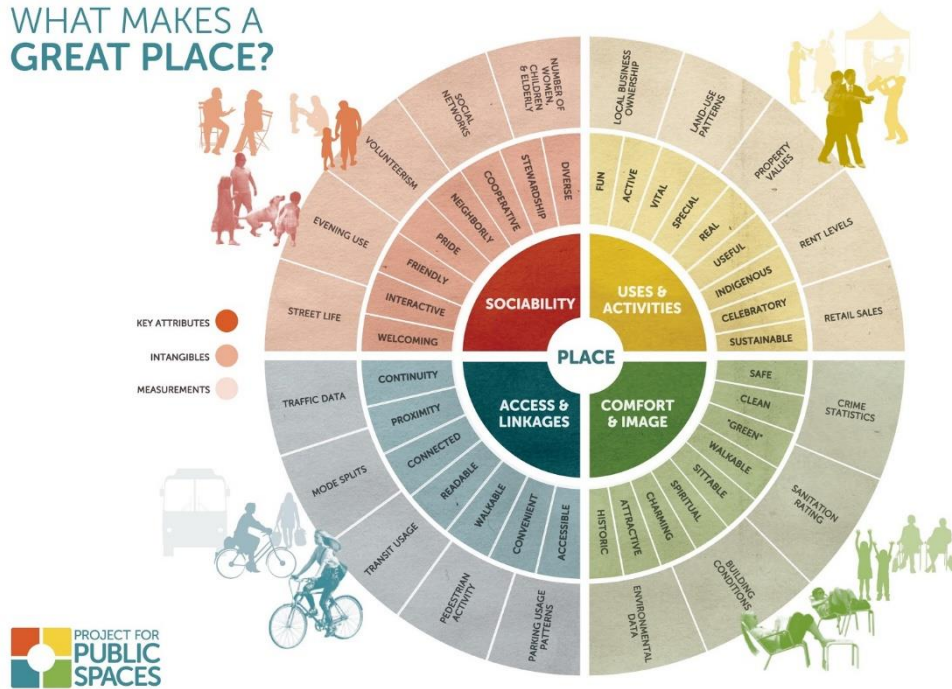 WHAT MAKES A
GREAT PLACE?
KEY ATTRIBUTES
INTANGIBLES
MEASUREMENTS
PLACE
SOCIABILITY
WELCOMING
INTERACTIVE
FRIENDLY
PRIDE
NEIGHBORLY
COOPERATIVE
STEWARDSHIP
DIVERSE
STREET LIFE
EVENING USE
VOLUNTEERISM
SOCIAL
NETWORKS
NUMBER OF
WOMEN,
CHILDREN
& ELDERLY
USES &
ACTIVITIES
FUN
ACTIVE
VITAL
SPECIAL
REAL
USEFUL
INDIGENOUS
CELEBRATORY
SUSTAINABLE
LOCAL BUSINESS
OWNERSHIP
LAND-USE
PATTERNS
PROPERTY
VALUES
RENT LEVELS
RETAIL SALES
ACCESS &
LINKAGES
CONTINUITY
PROXIMITY
CONNECTED
READABLE
WALKABLE
CONVENIENT
ACCESSIBLE
TRAFFIC DATA
MODE SPLITS
TRANSIT USAGE
PEDESTRIAN
ACTIVITY
PARKING USAGE
PATTERNS
COMFORT
& IMAGE
SAFE
CLEAN
"GREEN"
WALKABLE
SITTABLE
SPIRITUAL
CHARMING
ATTRACTIVE
HISTORIC
CRIME
STATISTICS
SANITATION
RATING
BUILDING
CONDITIONS
ENVIRONMENTAL
DATA
PROJECT FOR
PUBLIC
SPACES